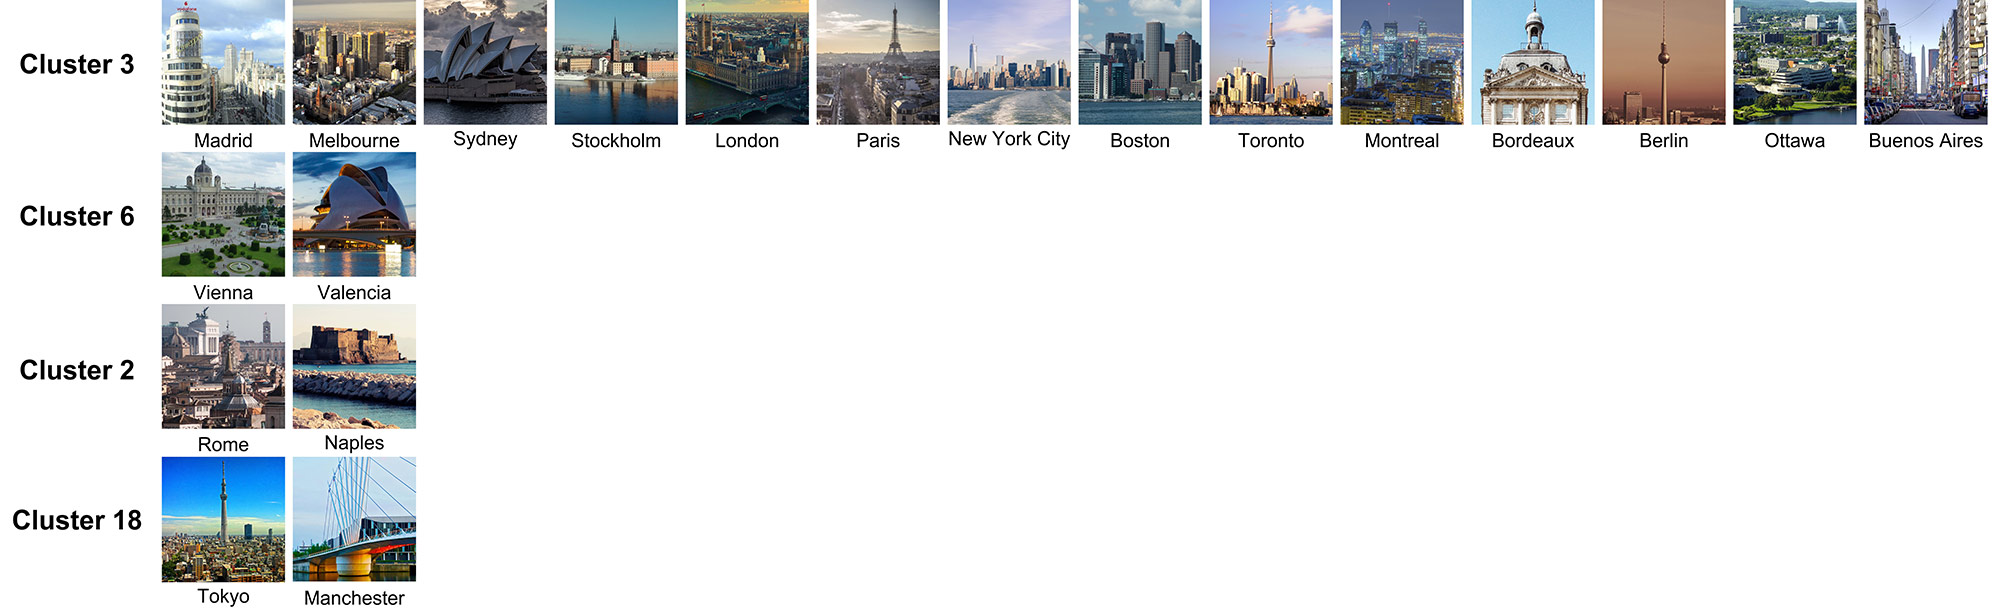 Cluster 3
Madrid Melbourne Sydney Stockholm London Paris New York City Boston Toronto Montreal Bordeaux Berlin Ottawa Buenos Aires
Cluster 6
Vienna Valencia
Cluster 2
Rome Naples
Cluster 18
Tokyo Manchester